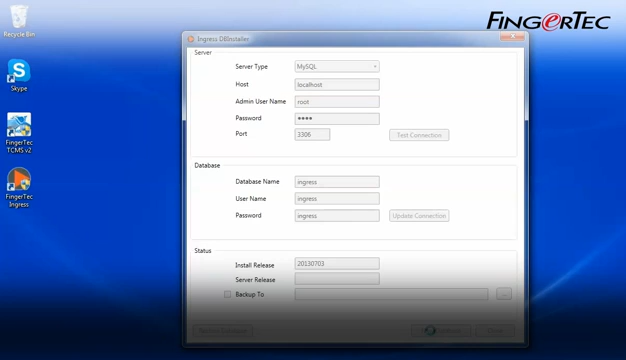 FINGERTEC
Recycle Bin
Ingress DBInstaller
Server
Server Type MySQL
Skype
Host localhost
Admin User Name root
Password ****
Port 3306 Test Connection
FingerTec
TCMS v2
Database
Database Name ingress
FingerTec
Ingress
User Name ingress
Password ingress Update Connection
Status
Install Release 20130703
Server Release
Backup To ...